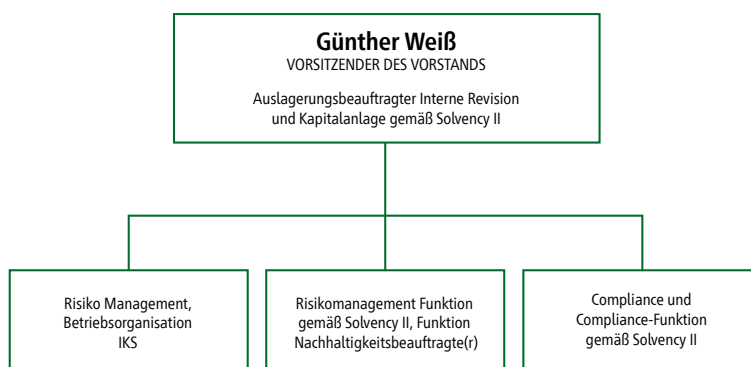 Günther Weiß
VORSITZENDER DES VORSTANDS
Auslagerungsbeauftragter Interne Revision
und Kapitalanlage gemäß Solvency II
Risiko Management,
Betriebsorganisation
IKS
Risikomanagement Funktion
gemäß Solvency II, Funktion
Nachhaltigkeitsbeauftragte(r)
Compliance und
Compliance-Funktion
gemäß Solvency II